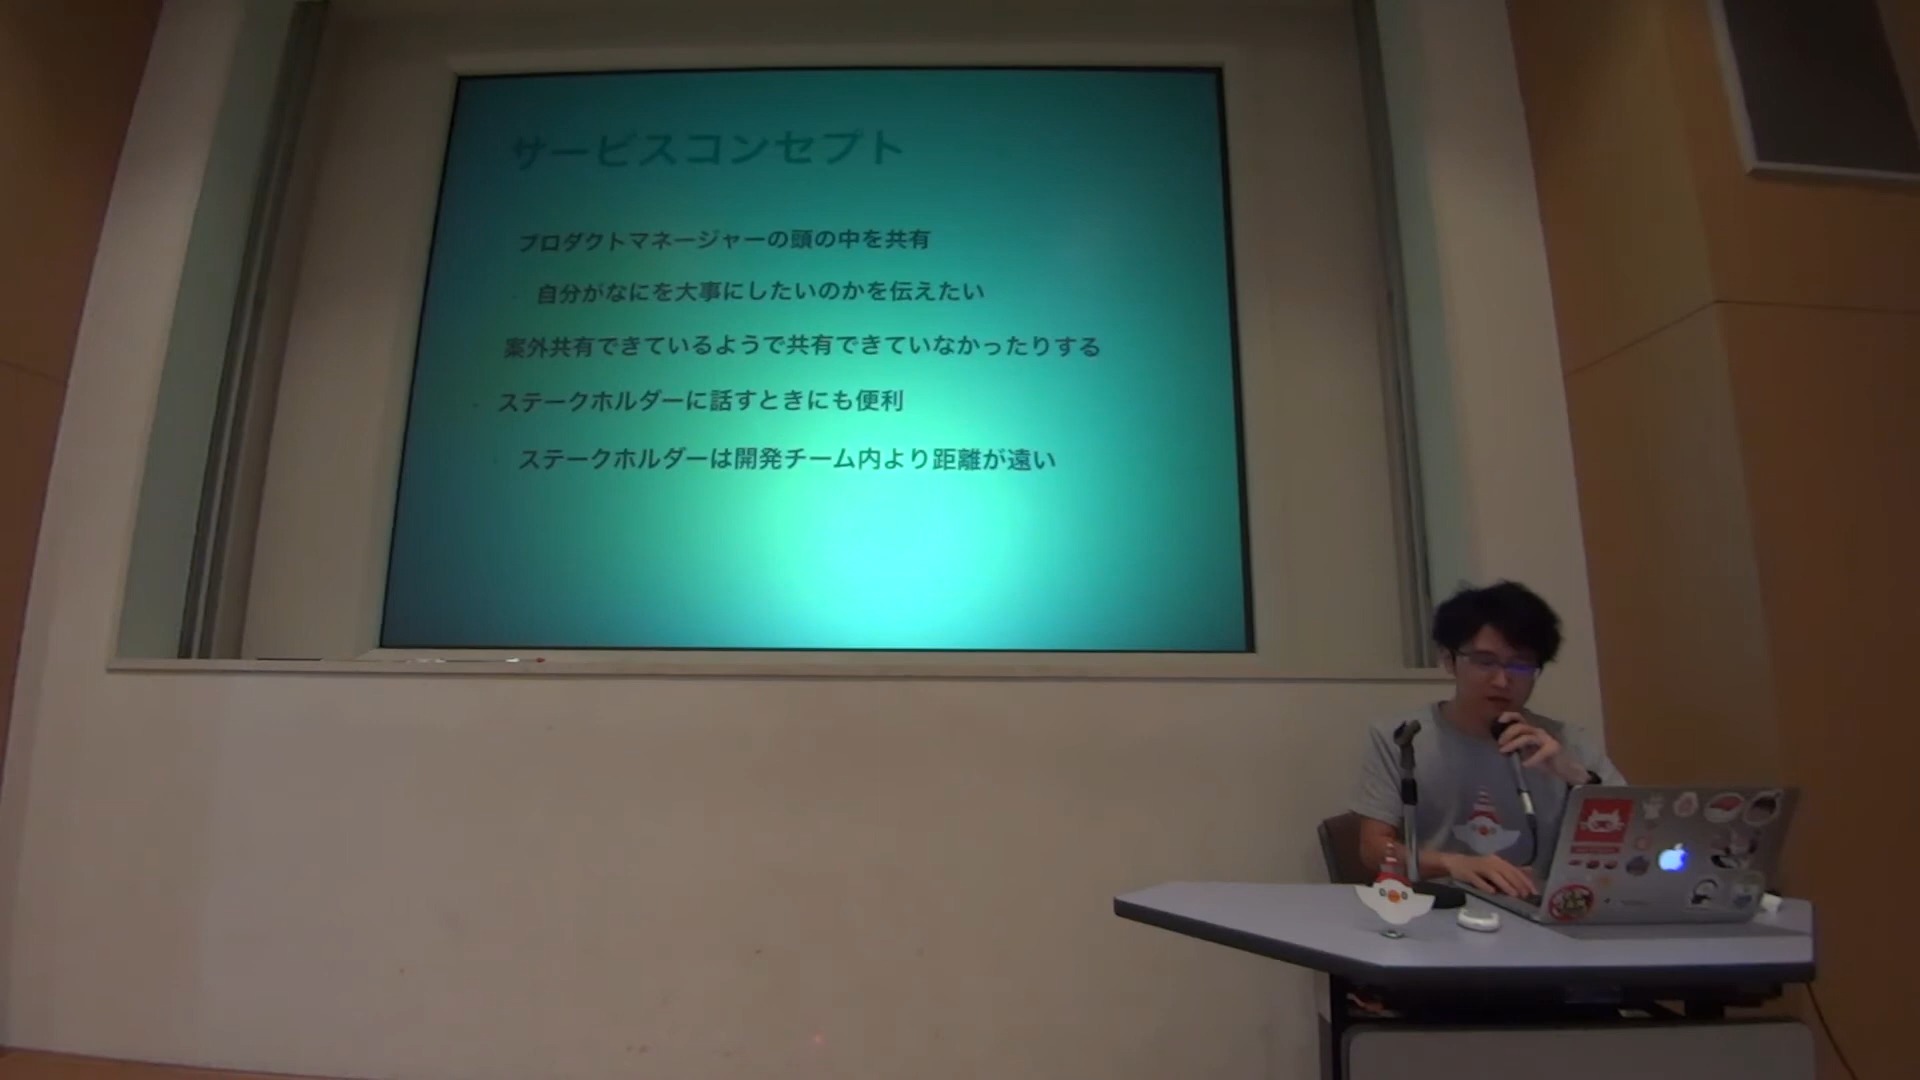 サービスコンセプト
プロダクトマネージャーの頭の中を共有
自分がなにを大事にしたいのかを伝えたい
案外共有できているようで共有できていなかったりする
ステークホルダーに話すときにも便利
ステークホルダーは開発チーム内より距離が遠い